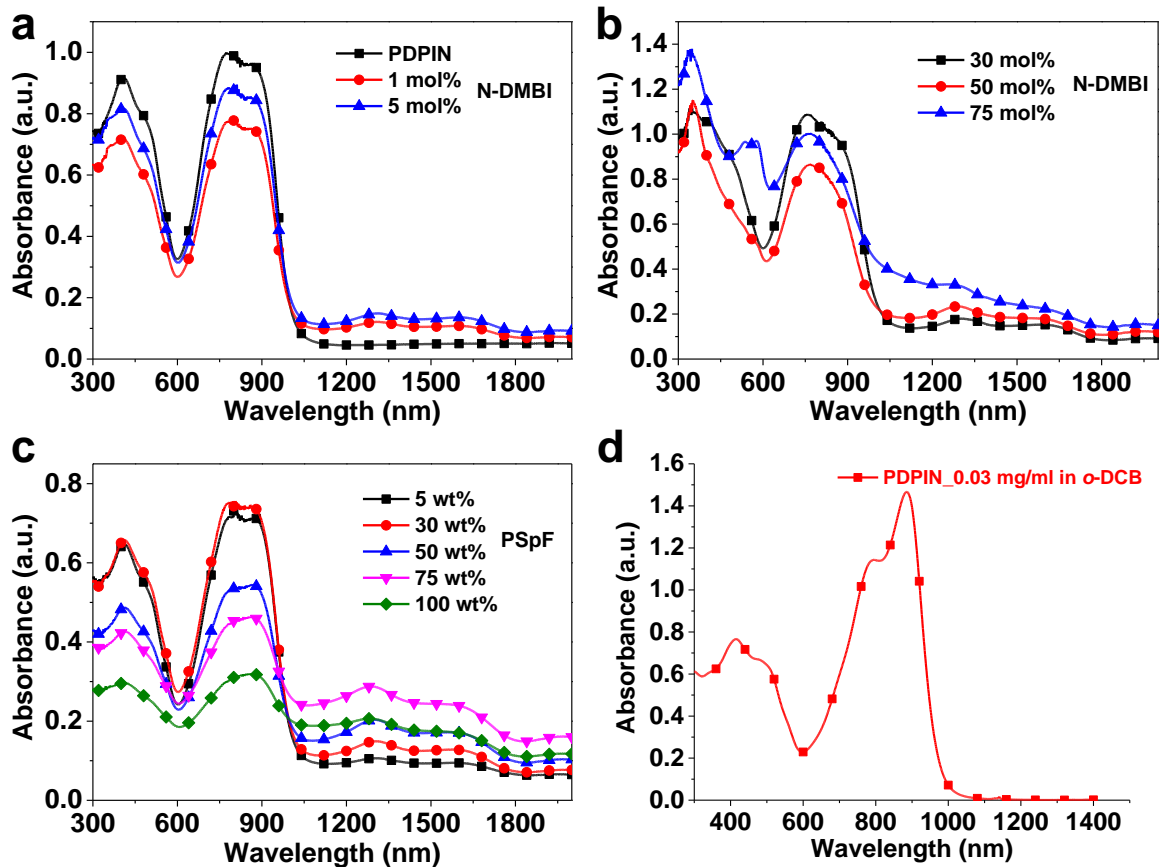 a
PDPIN
1 mol%
5 mol%
N-DMBI
Absorbance (a.u.)
1.0
0.8
0.6
0.4
0.2
0.0
300 600 900 1200 1500 1800
Wavelength (nm)
b
30 mol%
50 mol%
75 mol%
N-DMBI
Absorbance (a.u.)
1.4
1.2
1.0
0.8
0.6
0.4
0.2
0.0
300 600 900 1200 1500 1800
Wavelength (nm)
c
5 wt%
30 wt%
50 wt%
75 wt%
100 wt%
PSpF
Absorbance (a.u.)
0.8
0.6
0.4
0.2
0.0
300 600 900 1200 1500 1800
Wavelength (nm)
d
PDPIN_0.03 mg/ml in o-DCB
Absorbance (a.u.)
1.6
1.4
1.2
1.0
0.8
0.6
0.4
0.2
0.0
400 600 800 1000 1200 1400
Wavelength (nm)